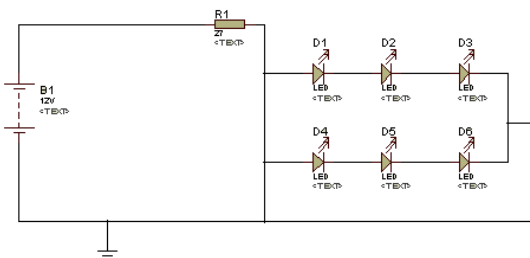 R1
27
<TEXT>
B1
12V
<TEXT>
D1
LED
<TEXT>
D2
LED
<TEXT>
D3
LED
<TEXT>
D4
LED
<TEXT>
D5
LED
<TEXT>
D6
LED
<TEXT>